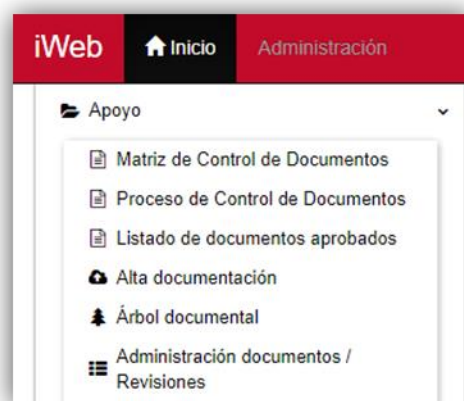 iWeb Inicio Administración
Apoyo
Matriz de Control de Documentos
Proceso de Control de Documentos
Listado de documentos aprobados
Alta documentación
Árbol documental
Administración documentos /
Revisiones